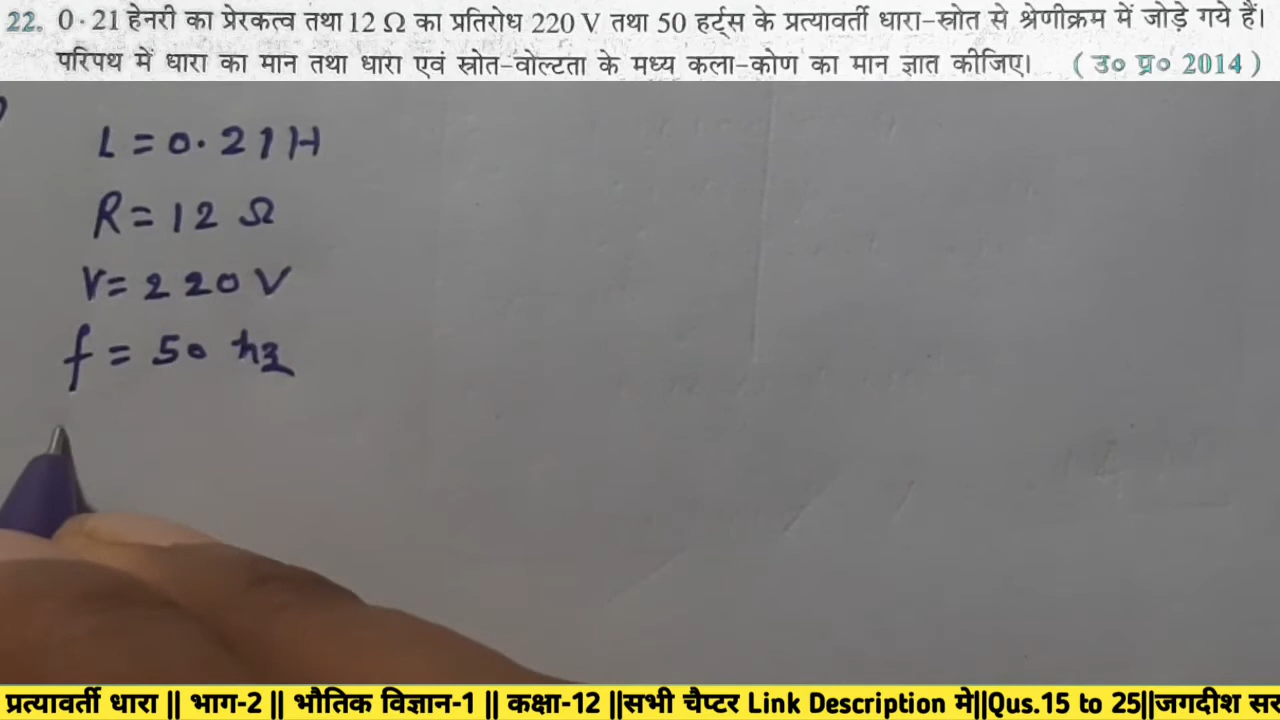 22. 0·21 हेनरी का प्रेरकत्व तथा 12 Ω का प्रतिरोध 220 V तथा 50 हर्ट्स के प्रत्यावर्ती धारा-स्रोत से श्रेणीक्रम में जोड़े गये हैं।
परिपथ में धारा का मान तथा धारा एवं स्रोत-वोल्टता के मध्य कला-कोण का मान ज्ञात कीजिए। ( उ० प्र० 2014 )
L = 0.21 H
R = 12 Ω
V = 220 V
f = 50 hz
प्रत्यावर्ती धारा || भाग-2 || भौतिक विज्ञान-1 || कक्षा-12 ||सभी चैप्टर Link Description मे||Qus.15 to 25||जगदीश सर